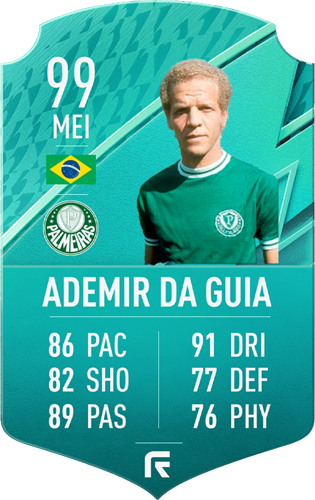 99
MEI
PALMEIRAS
ADEMIR DA GUIA
86 PAC
91 DRI
82 SHO
77 DEF
89 PAS
76 PHY